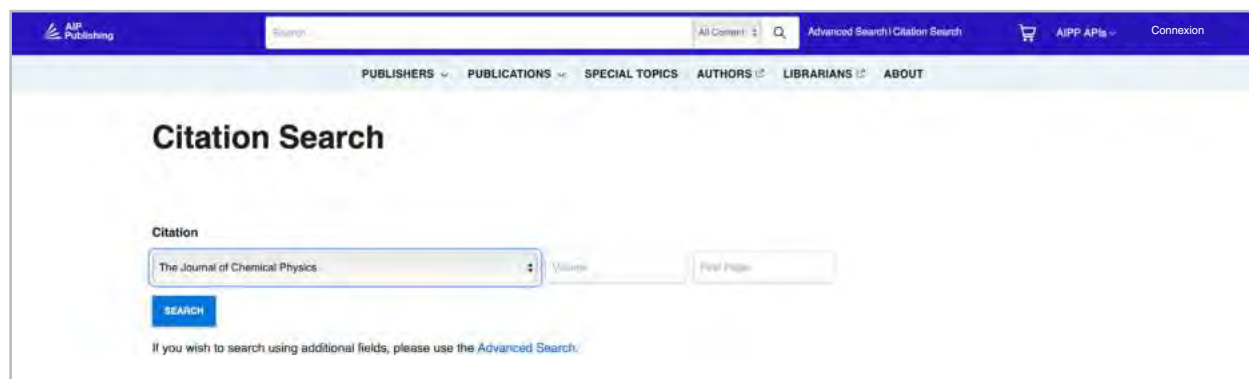 AIP
Publishing
Search...
All Content
Advanced Search | Citation Search
AIPP APIs
Connexion
PUBLISHERS PUBLICATIONS SPECIAL TOPICS AUTHORS LIBRARIANS ABOUT
Citation Search
Citation
The Journal of Chemical Physics
Volume
First Page
SEARCH
If you wish to search using additional fields, please use the Advanced Search.